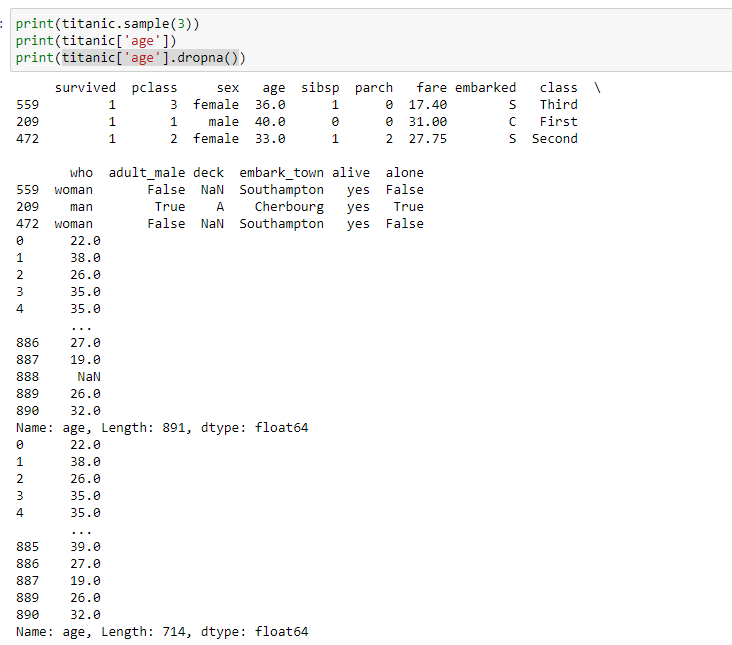 :
print(titanic.sample(3))
print(titanic['age'])
print(titanic['age'].dropna())
survived pclass sex age sibsp parch fare embarked class \
559 1 3 female 36.0 1 0 17.40 S Third
209 1 1 male 40.0 0 0 31.00 C First
472 1 2 female 33.0 1 2 27.75 S Second
who adult_male deck embark_town alive alone
559 woman False NaN Southampton yes False
209 man True A Cherbourg yes True
472 woman False NaN Southampton yes False
0 22.0
1 38.0
2 26.0
3 35.0
4 35.0
...
886 27.0
887 19.0
888 NaN
889 26.0
890 32.0
Name: age, Length: 891, dtype: float64
0 22.0
1 38.0
2 26.0
3 35.0
4 35.0
...
885 39.0
886 27.0
887 19.0
889 26.0
890 32.0
Name: age, Length: 714, dtype: float64